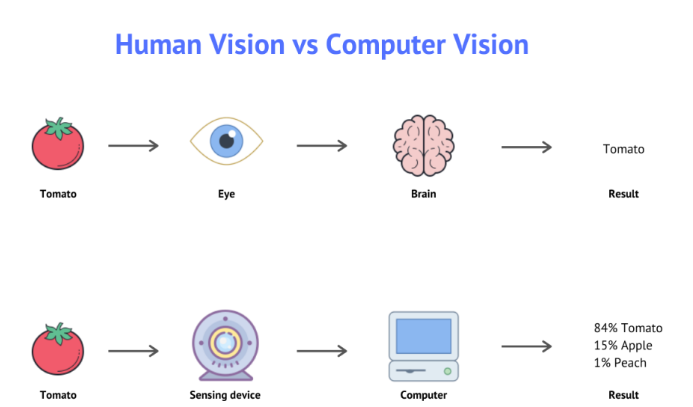 Human Vision vs Computer Vision
Tomato
Tomato
Eye
Brain
Result
84% Tomato
15% Apple
1% Peach
Tomato
Sensing device
Computer
Result